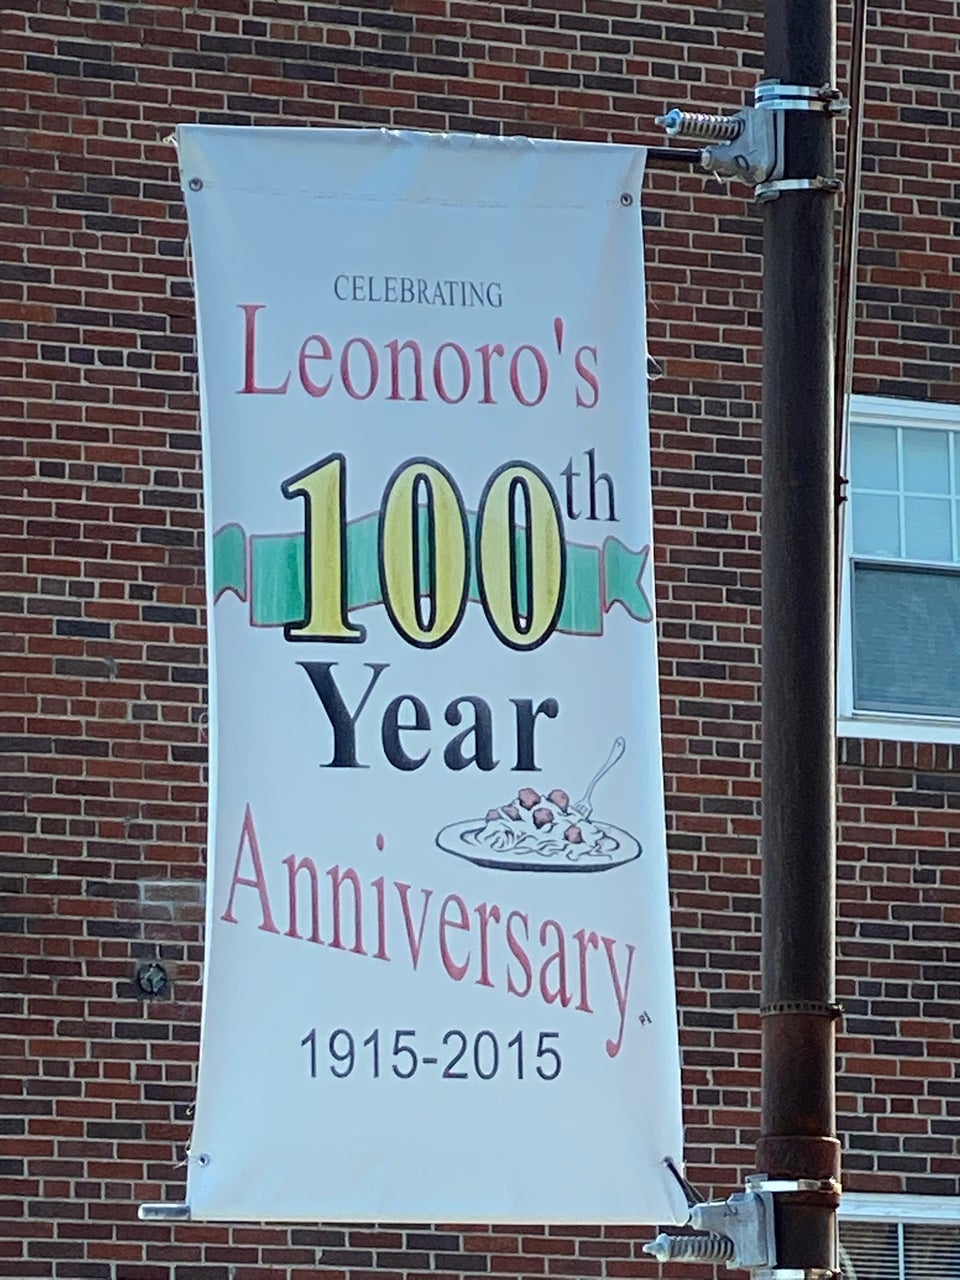 CELEBRATING
Leonoro's
100th
Year
Anniversary
1915-2015